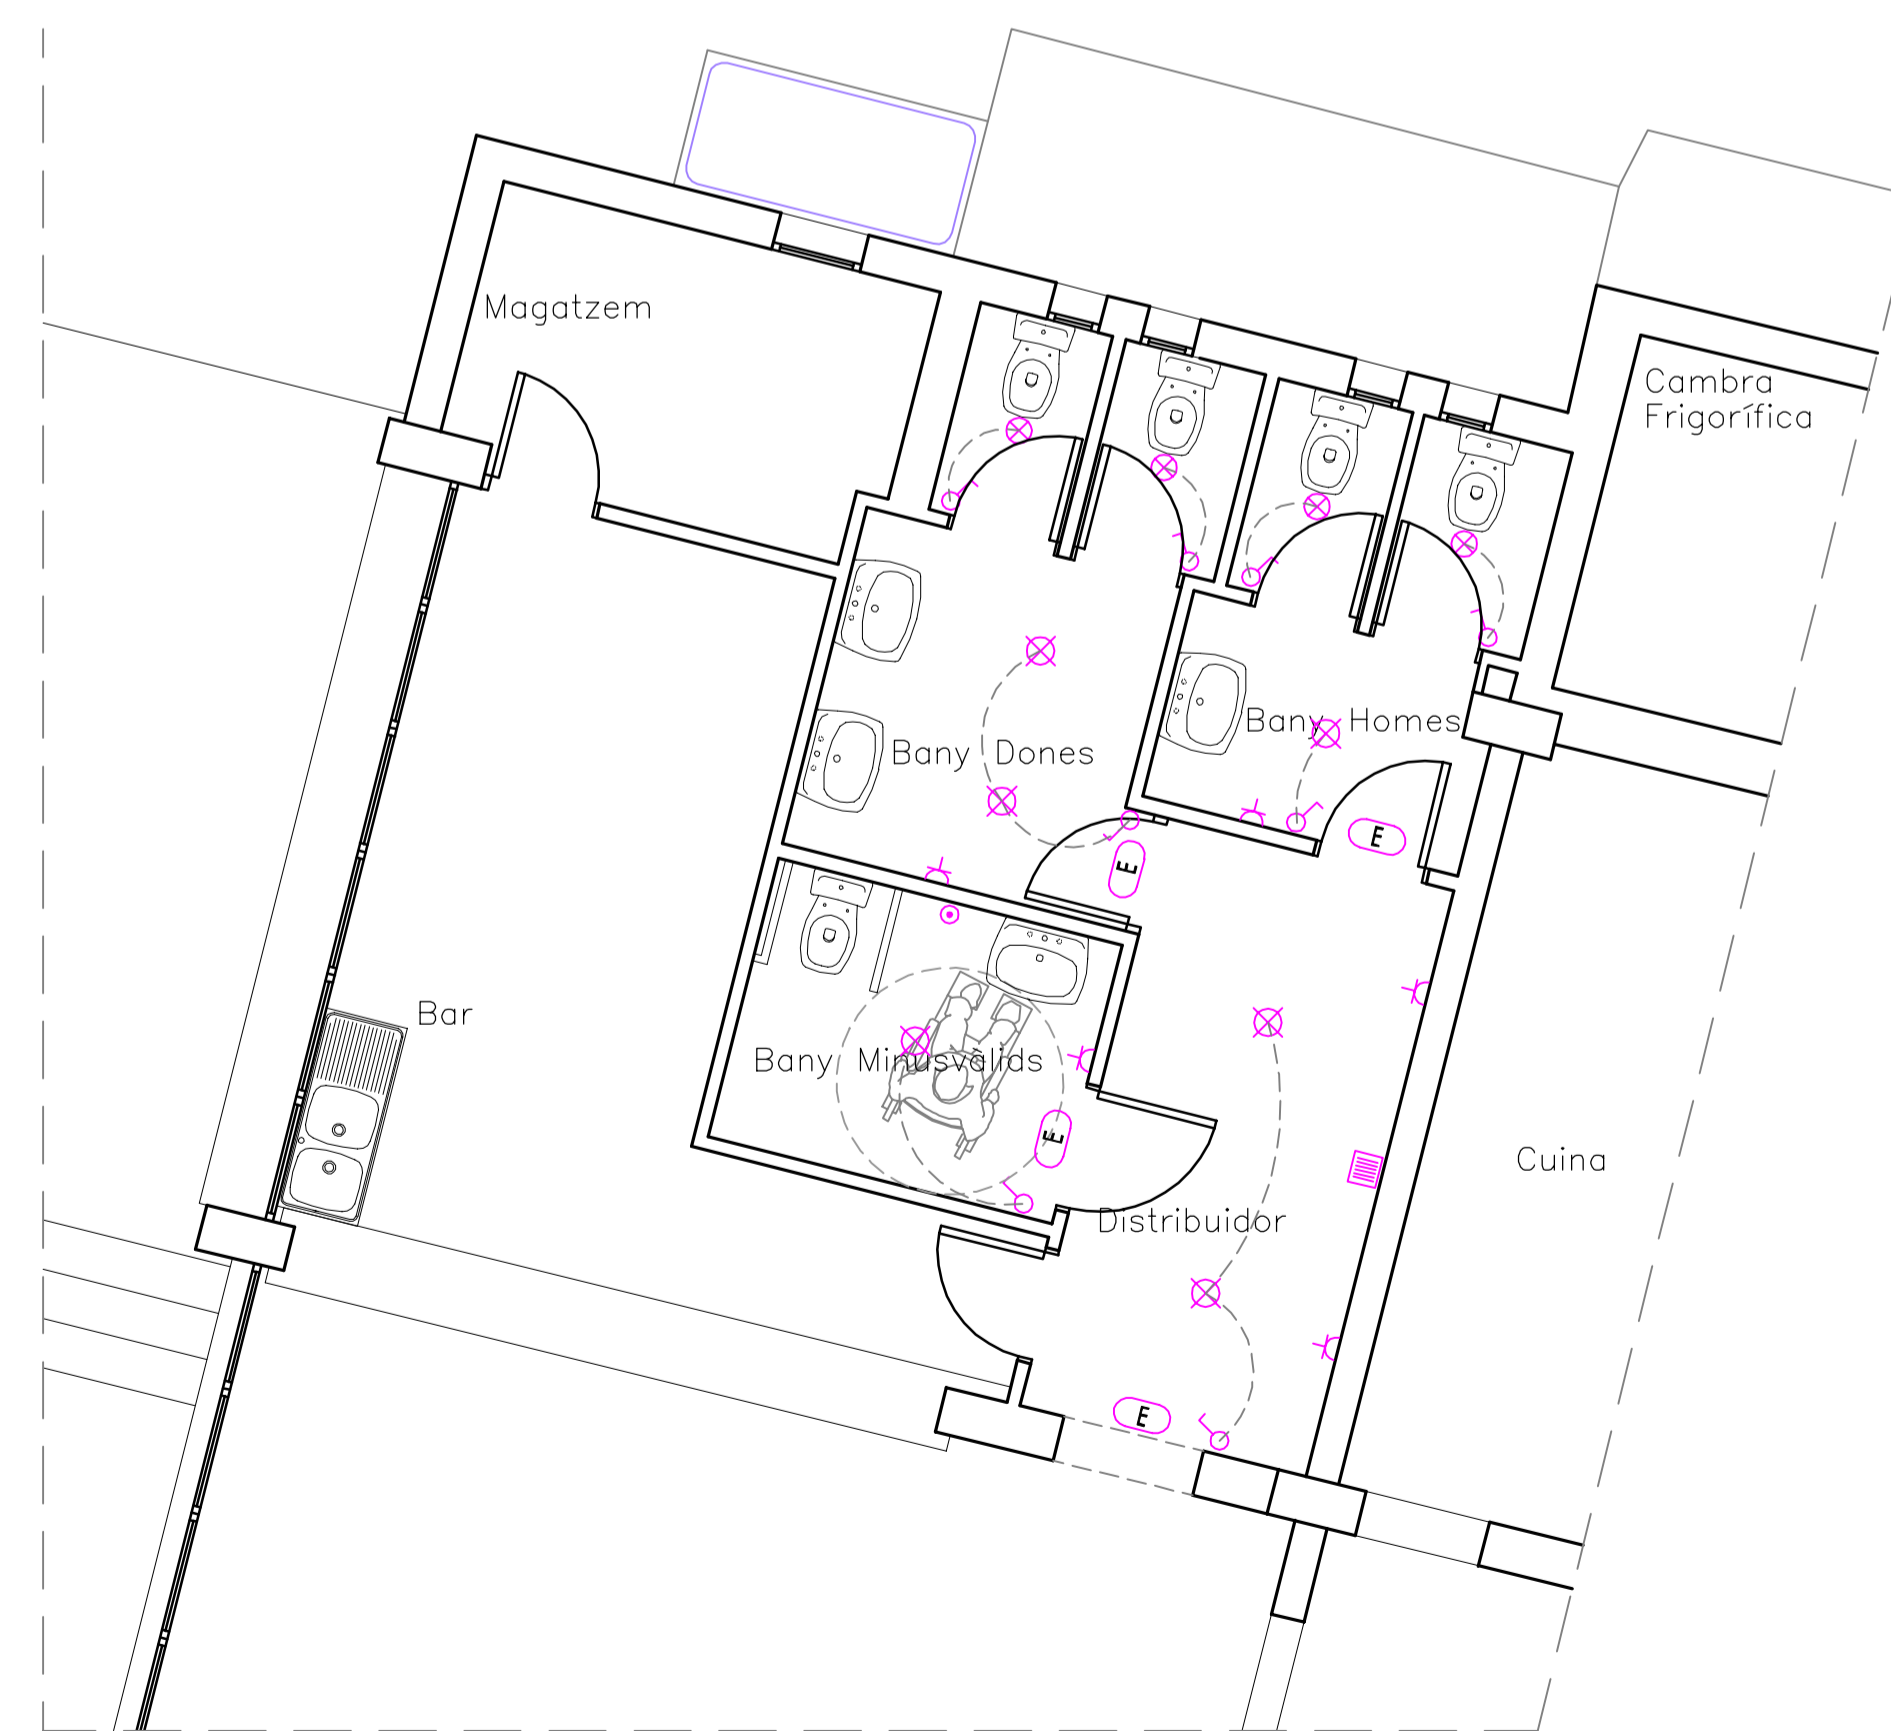 Magatzem
Cambra
Frigorífica
Bany Homes
Bany Dones
E
E
Bar
Bany Minusvàlids
E
Cuina
Distribuidor
E